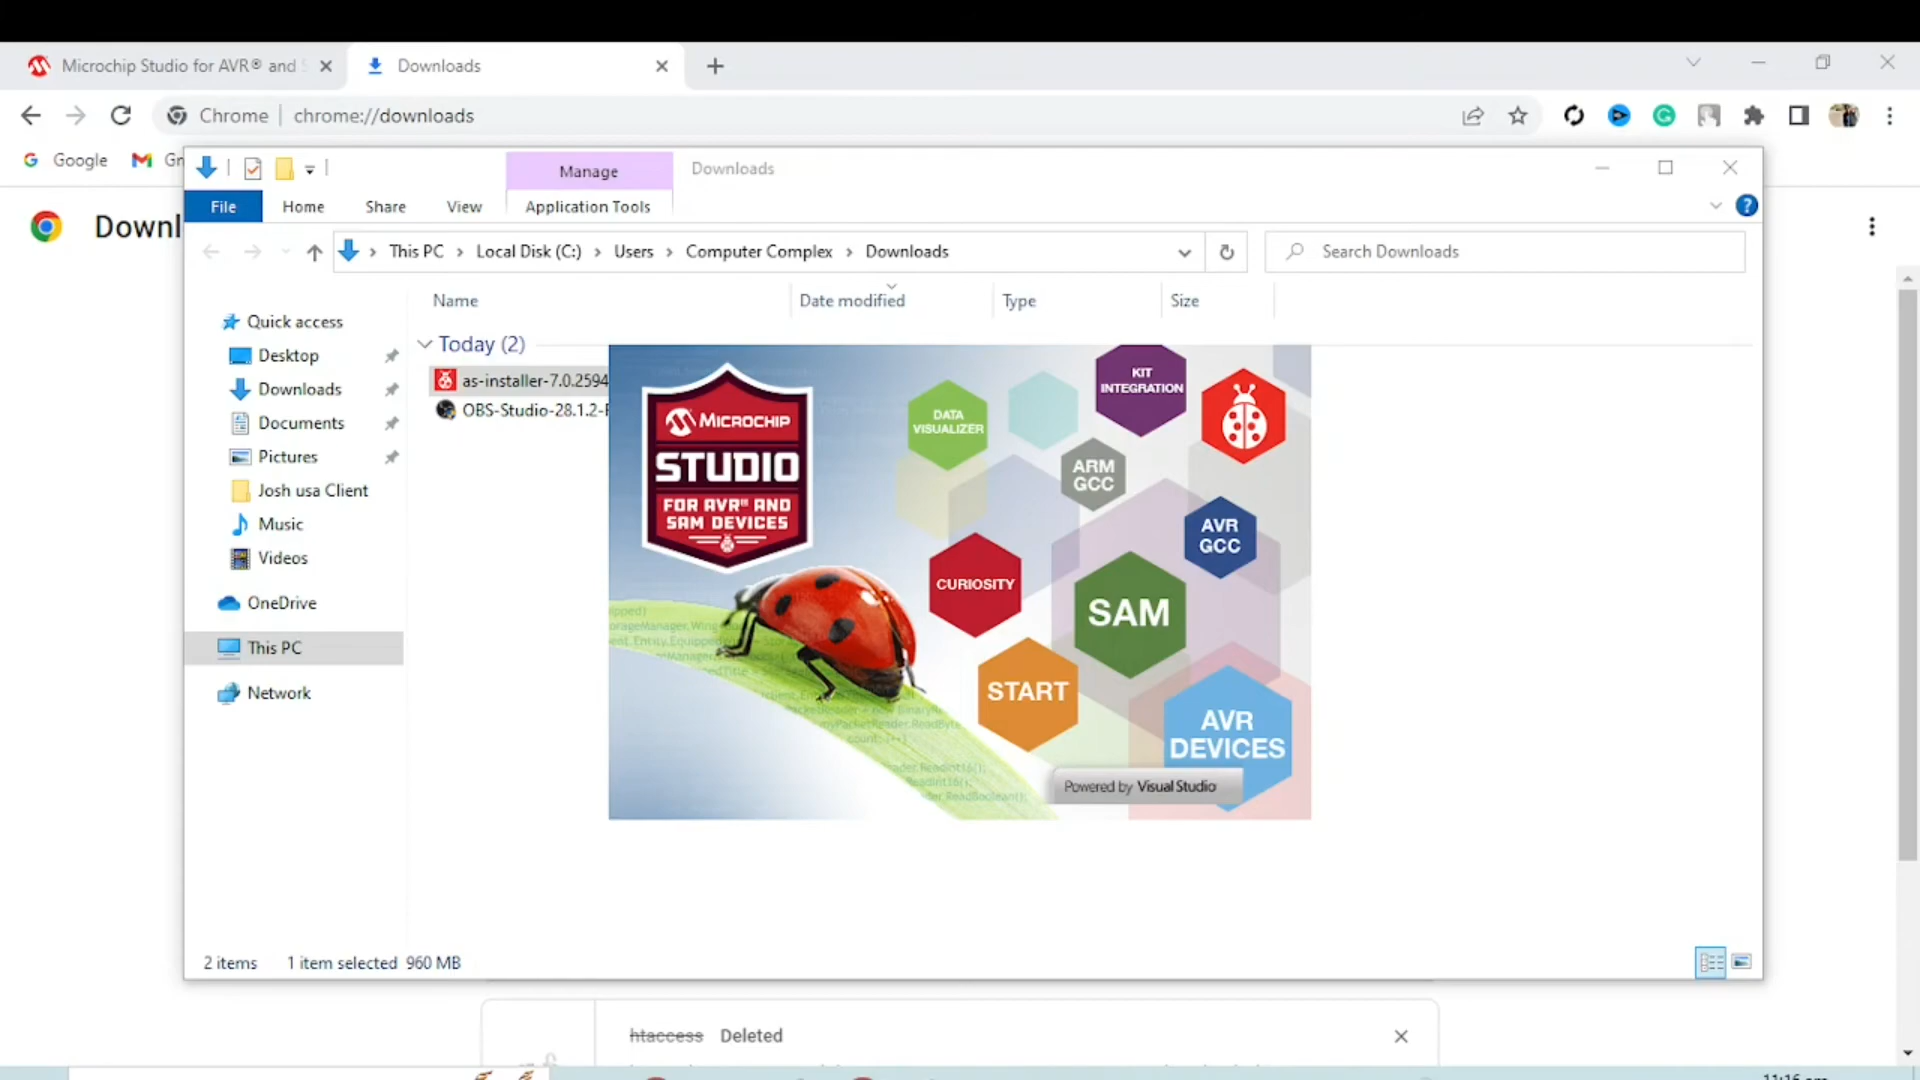 Microchip Studio for AVR® and S
Downloads
Chrome
chrome://downloads
Google
Gr
Manage
Downloads
File
Home
Share
View
Application Tools
This PC
Local Disk (C:)
Users
Computer Complex
Downloads
Search Downloads
Downl
Name
Date modified
Type
Size
Quick access
Desktop
Downloads
Documents
Pictures
Josh usa Client
Music
Videos
OneDrive
This PC
Network
Today (2)
as-installer-7.0.2594
OBS-Studio-28.1.2-F
MICROCHIP
STUDIO
FOR AVR® AND
SAM DEVICES
DATA
VISUALIZER
KIT
INTEGRATION
ARM
GCC
AVR
GCC
CURIOSITY
SAM
START
AVR
DEVICES
Powered by Visual Studio
2 items
1 item selected 960 MB
htaccess Deleted